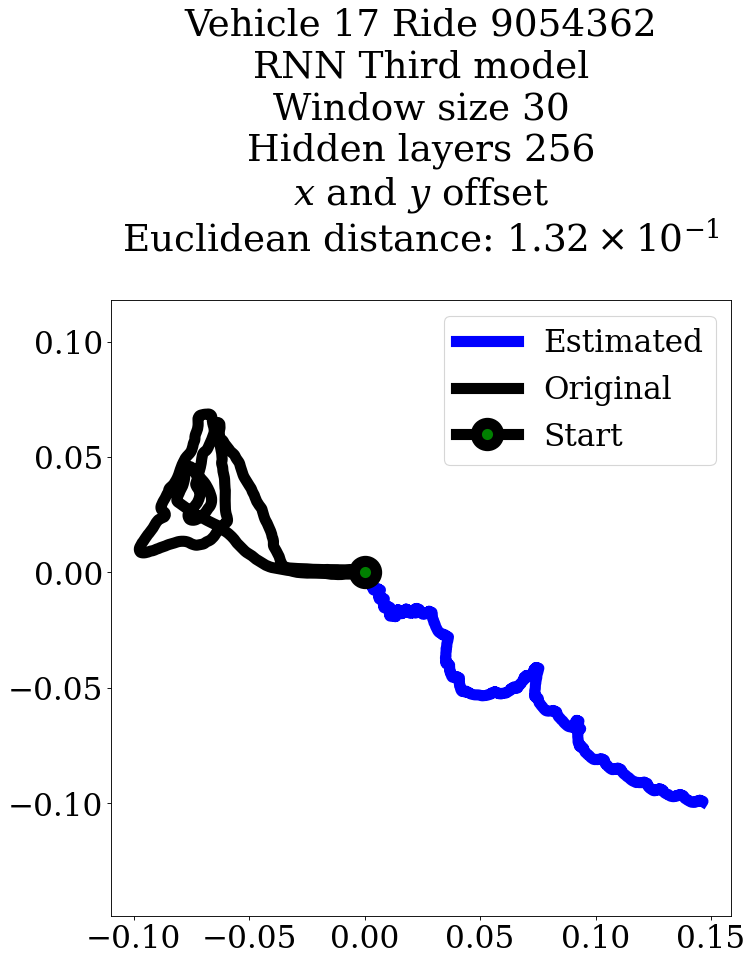 Vehicle 17 Ride 9054362
RNN Third model
Window size 30
Hidden layers 256
x and y offset
Euclidean distance: 1.32 × 10⁻¹
Estimated
Original
Start
0.10
0.05
0.00
−0.05
−0.10
−0.10 −0.05 0.00 0.05 0.10 0.15